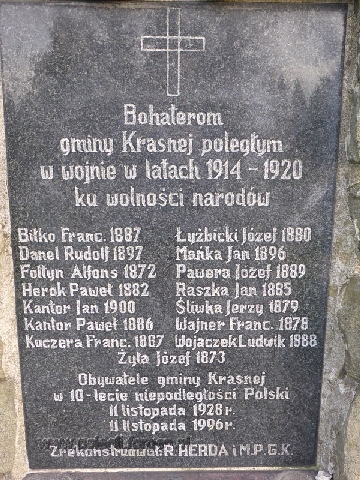 Bohaterom
gminy Krasnej poległym
w wojnie w latach 1914 - 1920
ku wolności narodów
Biłko Franc. 1887
Danel Rudolf 1897
Foltyn Alfons 1872
Herok Paweł 1882
Kantor Jan 1900
Kantor Paweł 1886
Kuczera Franc. 1887
Łyżbicki Józef 1880
Mońka Jan 1896
Pawera Józef 1889
Raszka Jan 1885
Śliwka Jerzy 1879
Wajner Franc. 1878
Wojaczek Ludwik 1888
Żyła Józef 1873
Obywatele gminy Krasnej
w 10-lecie niepodległości Polski
11 listopada 1928 r.
11 listopada 1996 r.
Zrekonstruował: R. HERDA i M.P.G.K.